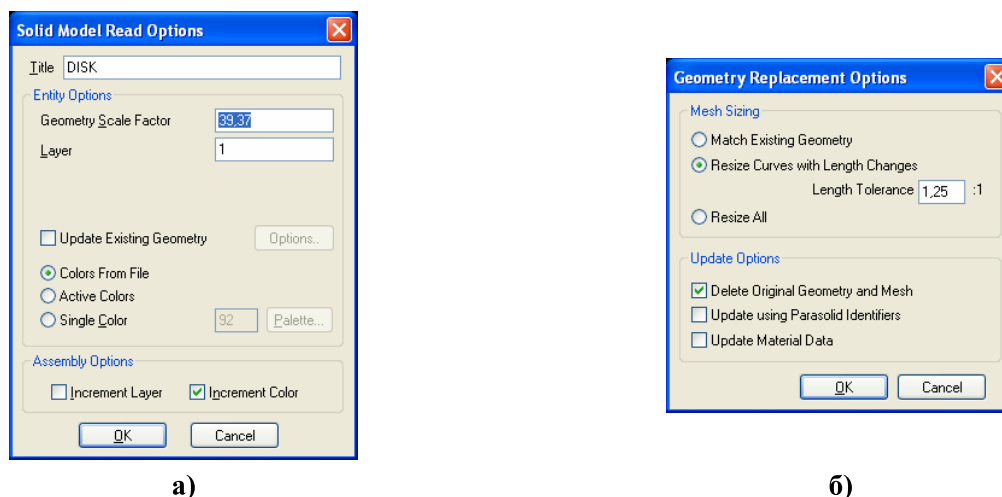 Solid Model Read Options
Title DISK
Entity Options
Geometry Scale Factor 39,37
Layer 1
Update Existing Geometry Options..
Colors From File
Active Colors
Single Color 92 Palette...
Assembly Options
Increment Layer Increment Color
OK Cancel
а)
Geometry Replacement Options
Mesh Sizing
Match Existing Geometry
Resize Curves with Length Changes
Length Tolerance 1,25 :1
Resize All
Update Options
Delete Original Geometry and Mesh
Update using Parasolid Identifiers
Update Material Data
OK Cancel
б)